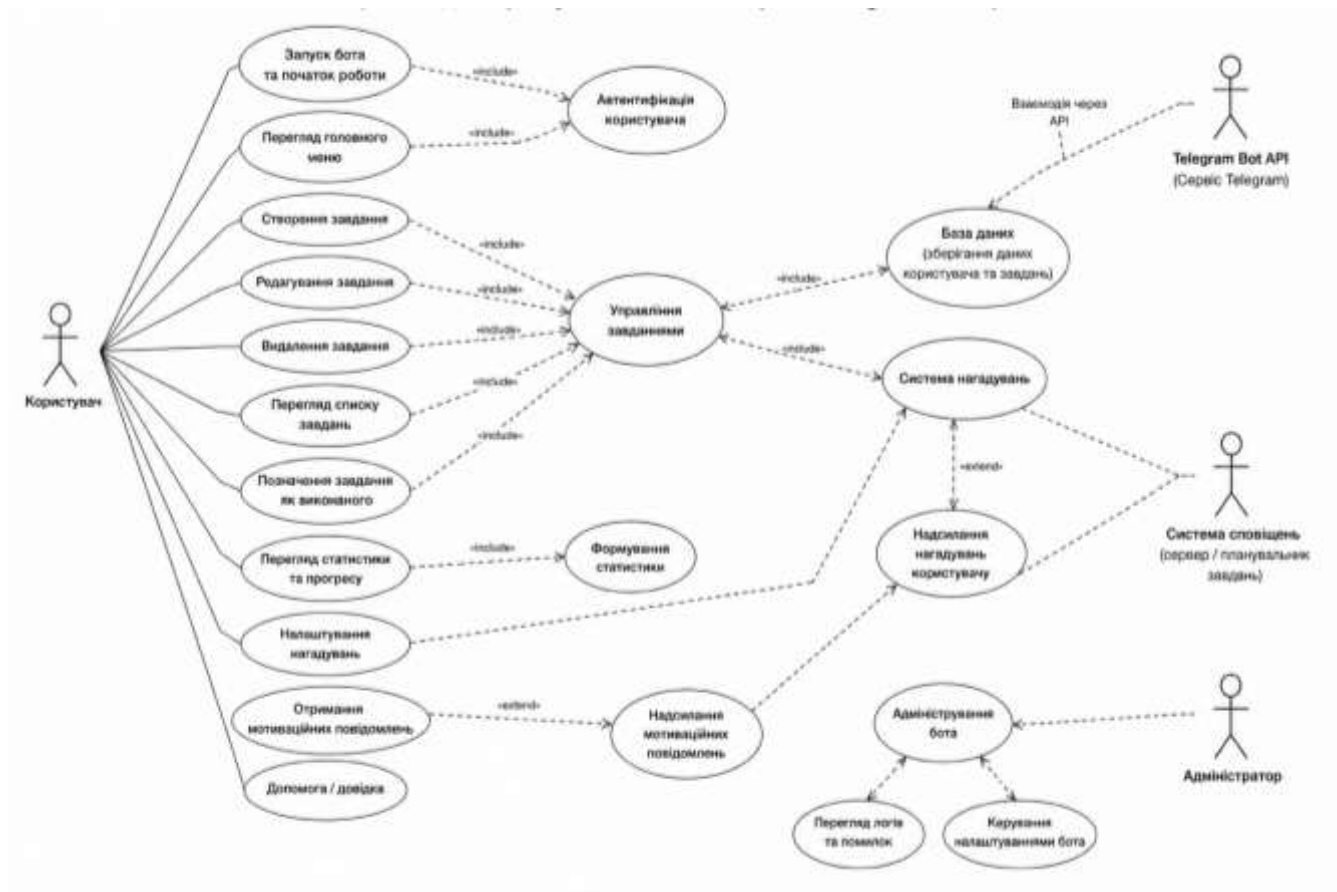 Запуск бота
та початок роботи
«include»
Автентифікація
користувача
Перегляд головного
меню
«include»
Створення завдання
«include»
Редагування завдання
«include»
Видалення завдання
«include»
Перегляд списку
завдань
«include»
Позначення завдання
як виконаного
«include»
Управління
завданнями
«include»
«include»
Користувач
Перегляд статистики
та прогресу
«include»
Формування
статистики
Налаштування
нагадувань
Отримання
мотиваційних повідомлень
«extend»
Надсилання
мотиваційних
повідомлень
Допомога / довідка
Взаємодія через
API
Telegram Bot API
(Сервіс Telegram)
База даних
(зберігання даних
користувача та завдань)
Система нагадувань
«extend»
Надсилання
нагадувань
користувачу
Система сповіщень
(сервер / планувальник
завдань)
Адміністрування
бота
Адміністратор
Перегляд логів
та помилок
Керування
налаштуваннями бота